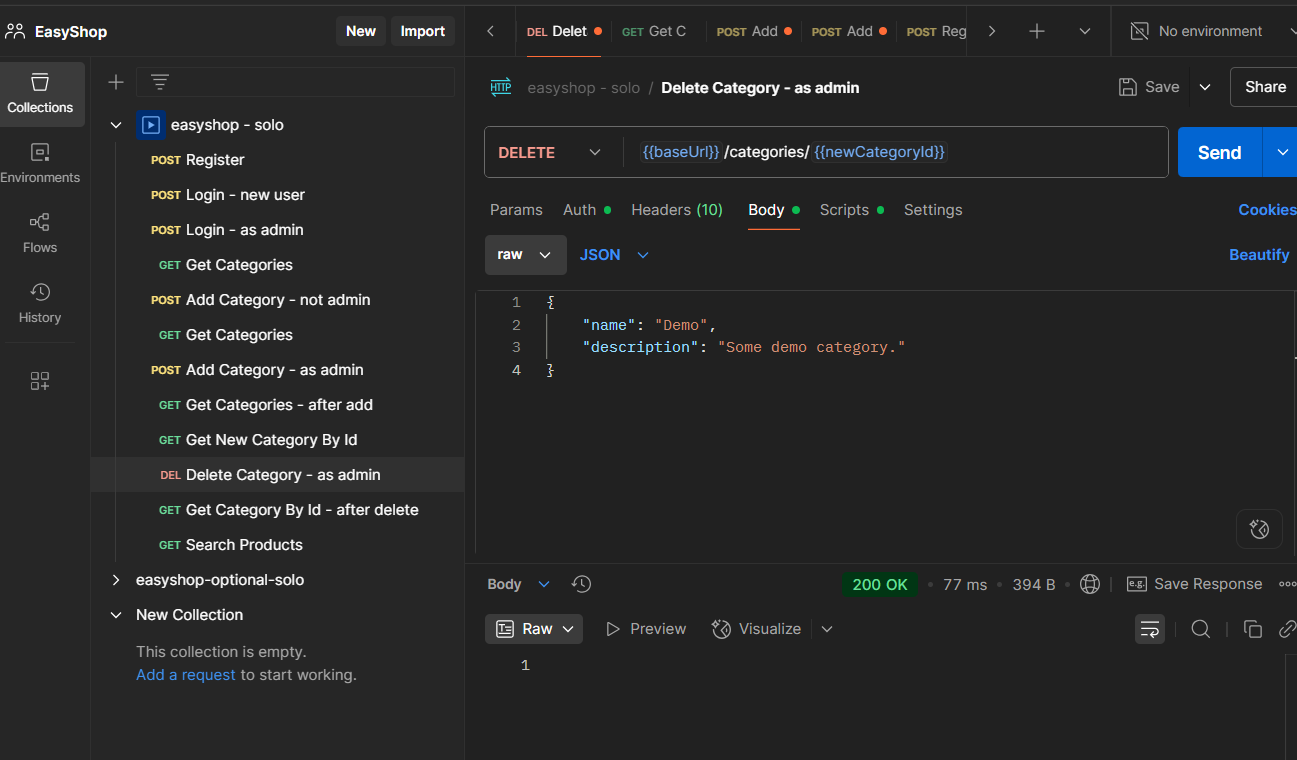 EasyShop
New
Import
DEL Delet
GET Get C
POST Add
POST Add
POST Reg
No environment
Collections
Environments
Flows
History
easyshop - solo
POST Register
POST Login - new user
POST Login - as admin
GET Get Categories
POST Add Category - not admin
GET Get Categories
POST Add Category - as admin
GET Get Categories - after add
GET Get New Category By Id
DEL Delete Category - as admin
GET Get Category By Id - after delete
GET Search Products
easyshop-optional-solo
New Collection
This collection is empty.
Add a request to start working.
HTTP easyshop - solo / Delete Category - as admin
Save
Share
DELETE {{baseUrl}} /categories/ {{newCategoryId}}
Send
Params Auth Headers (10) Body Scripts Settings
Cookies
raw JSON
Beautify
1 {
2 "name": "Demo",
3 "description": "Some demo category."
4 }
Body
200 OK • 77 ms • 394 B
e.g. Save Response
Raw Preview Visualize
1